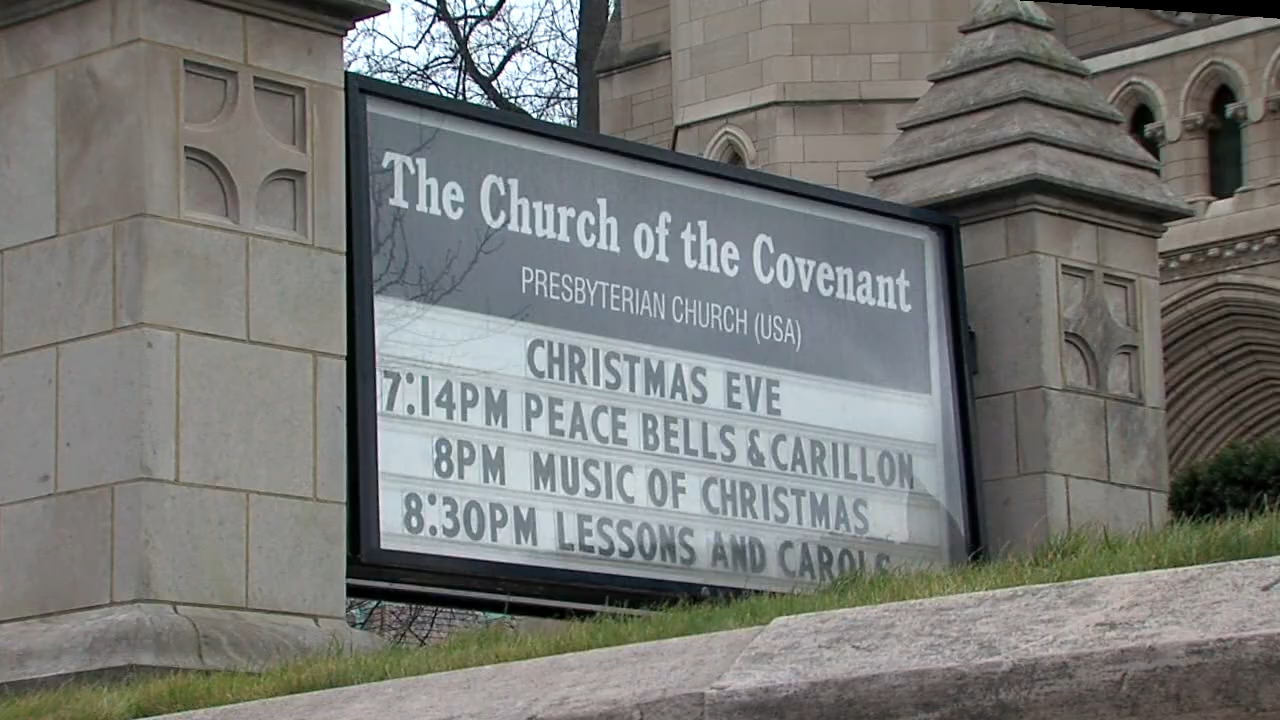 The Church of the Covenant
PRESBYTERIAN CHURCH (USA)
CHRISTMAS EVE
7:14PM PEACE BELLS & CARILLON
8PM MUSIC OF CHRISTMAS
8:30PM LESSONS AND CAROLS